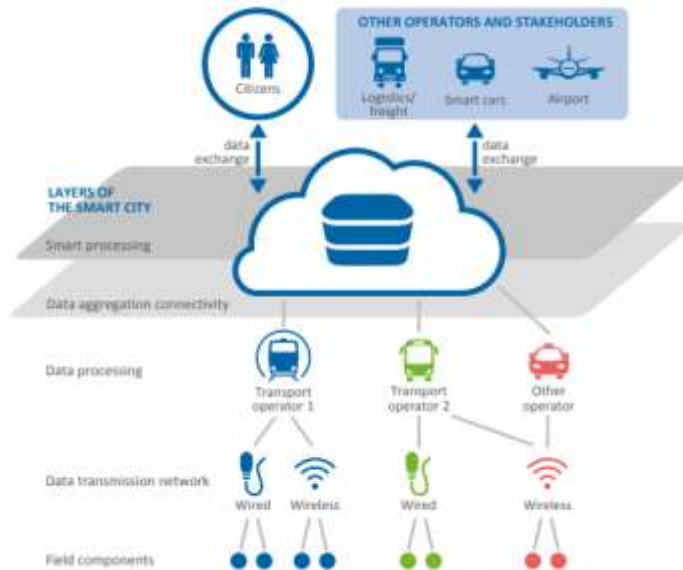 OTHER OPERATORS AND STAKEHOLDERS
Citizens
Logistics/
freight
Smart cars
Airport
data
exchange
data
exchange
LAYERS OF
THE SMART CITY
Smart processing
Data aggregation connectivity
Data processing
Transport
operator 1
Transport
operator 2
Other
operator
Data transmission network
Wired
Wireless
Wired
Wireless
Field components